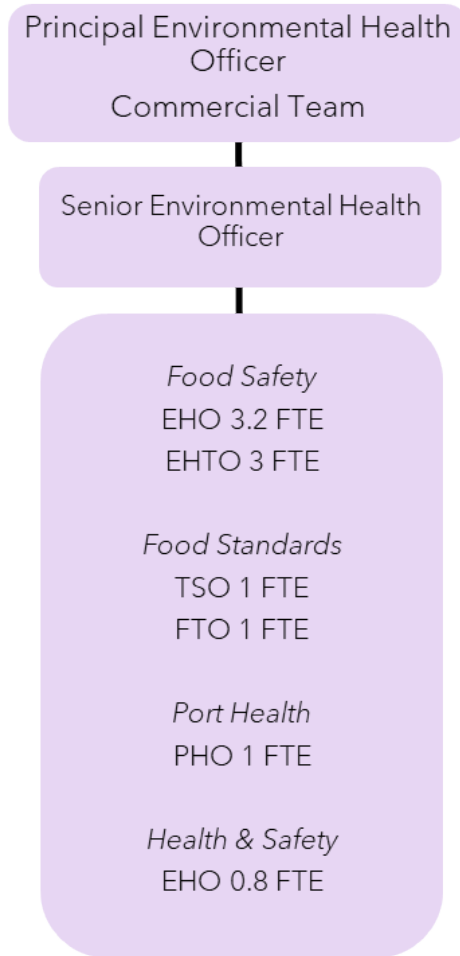 Principal Environmental Health
Officer
Commercial Team
Senior Environmental Health
Officer
Food Safety
EHO 3.2 FTE
EHTO 3 FTE
Food Standards
TSO 1 FTE
FTO 1 FTE
Port Health
PHO 1 FTE
Health & Safety
EHO 0.8 FTE